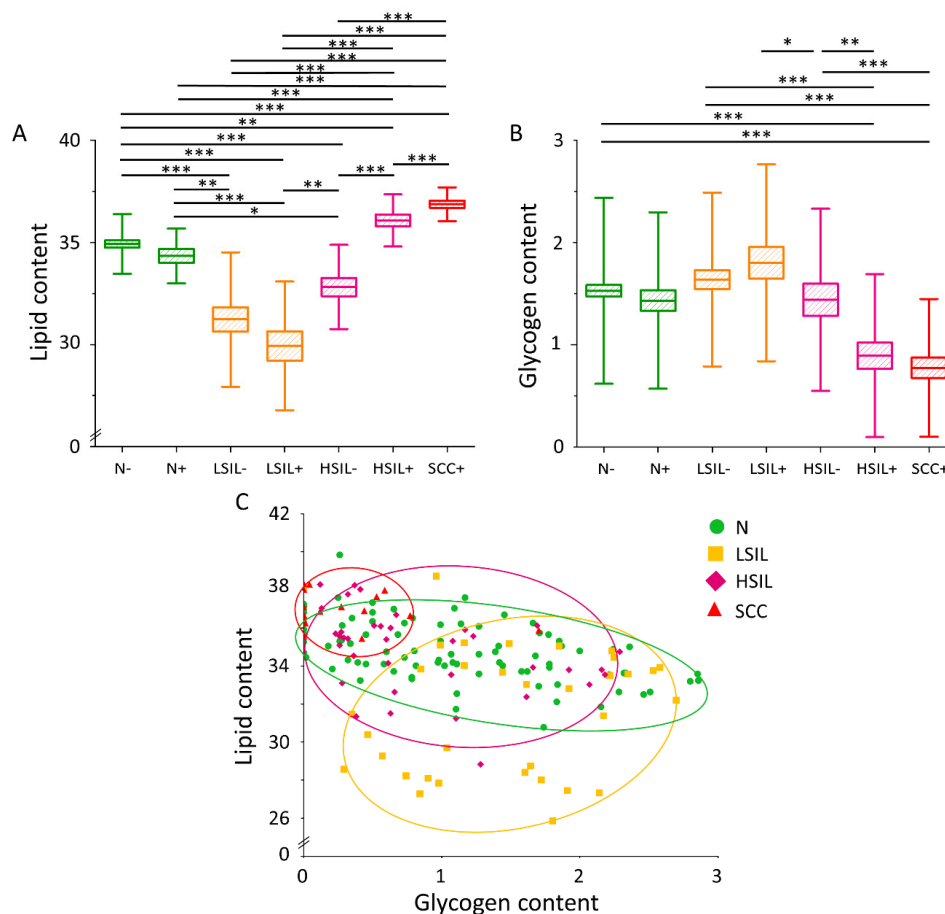 ***
***
***
***
***
***
***
***
**
***
***
***
**
***
*
**
***
***
A
40
35
30
0
Lipid content
N-
N+
LSIL-
LSIL+
HSIL-
HSIL+
SCC+
*
**
***
***
***
***
***
B
3
2
1
0
Glycogen content
N-
N+
LSIL-
LSIL+
HSIL-
HSIL+
SCC+
C
42
38
34
30
26
0
Lipid content
0
1
2
3
Glycogen content
N
LSIL
HSIL
SCC